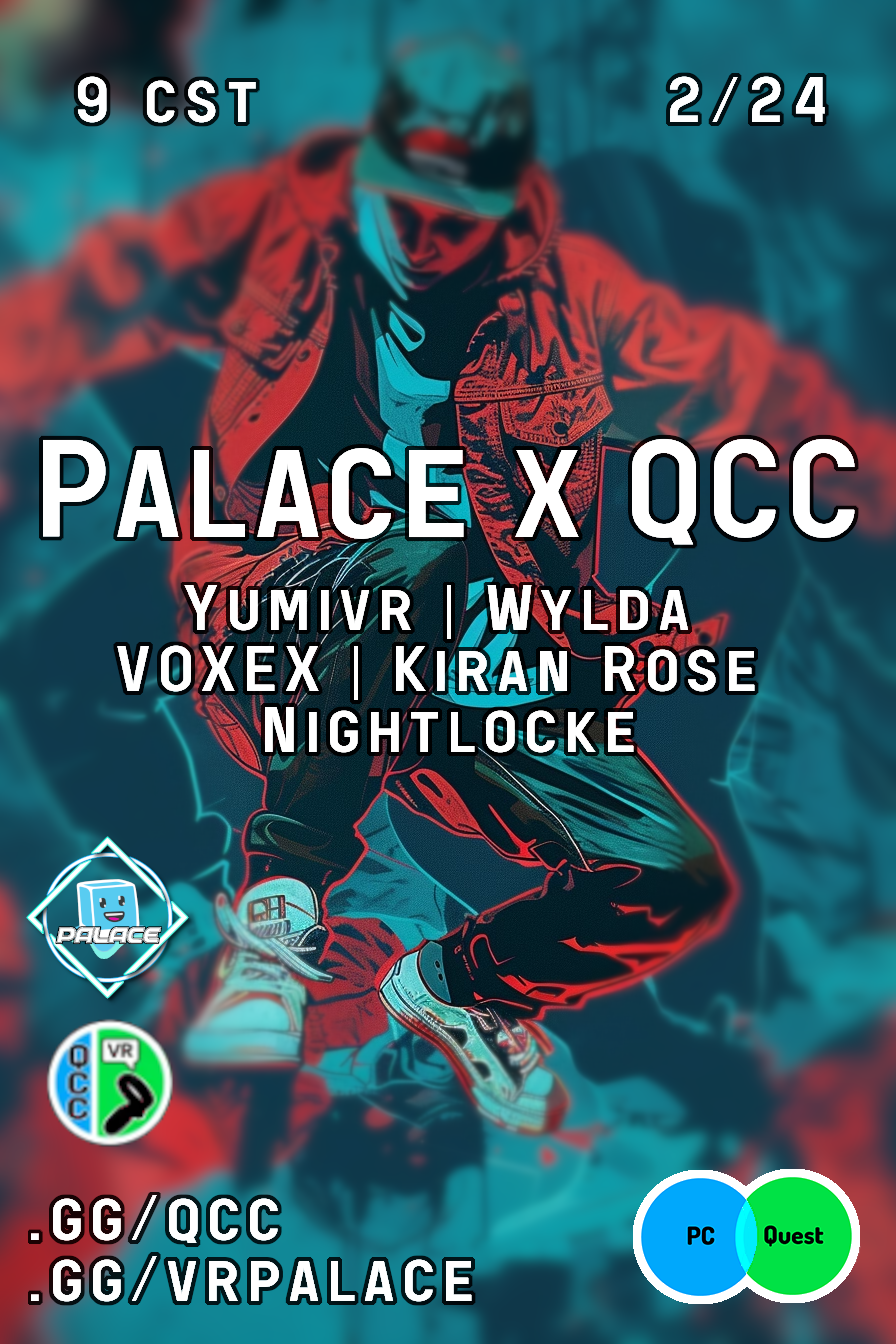 9 CST 2/24
PALACE X QCC
YUMIVR | WYLDA
VOXEX | KIRAN ROSE
NIGHTLOCKE
PALACE
QCC VR
.GG/QCC
.GG/VRPALACE
PC Quest